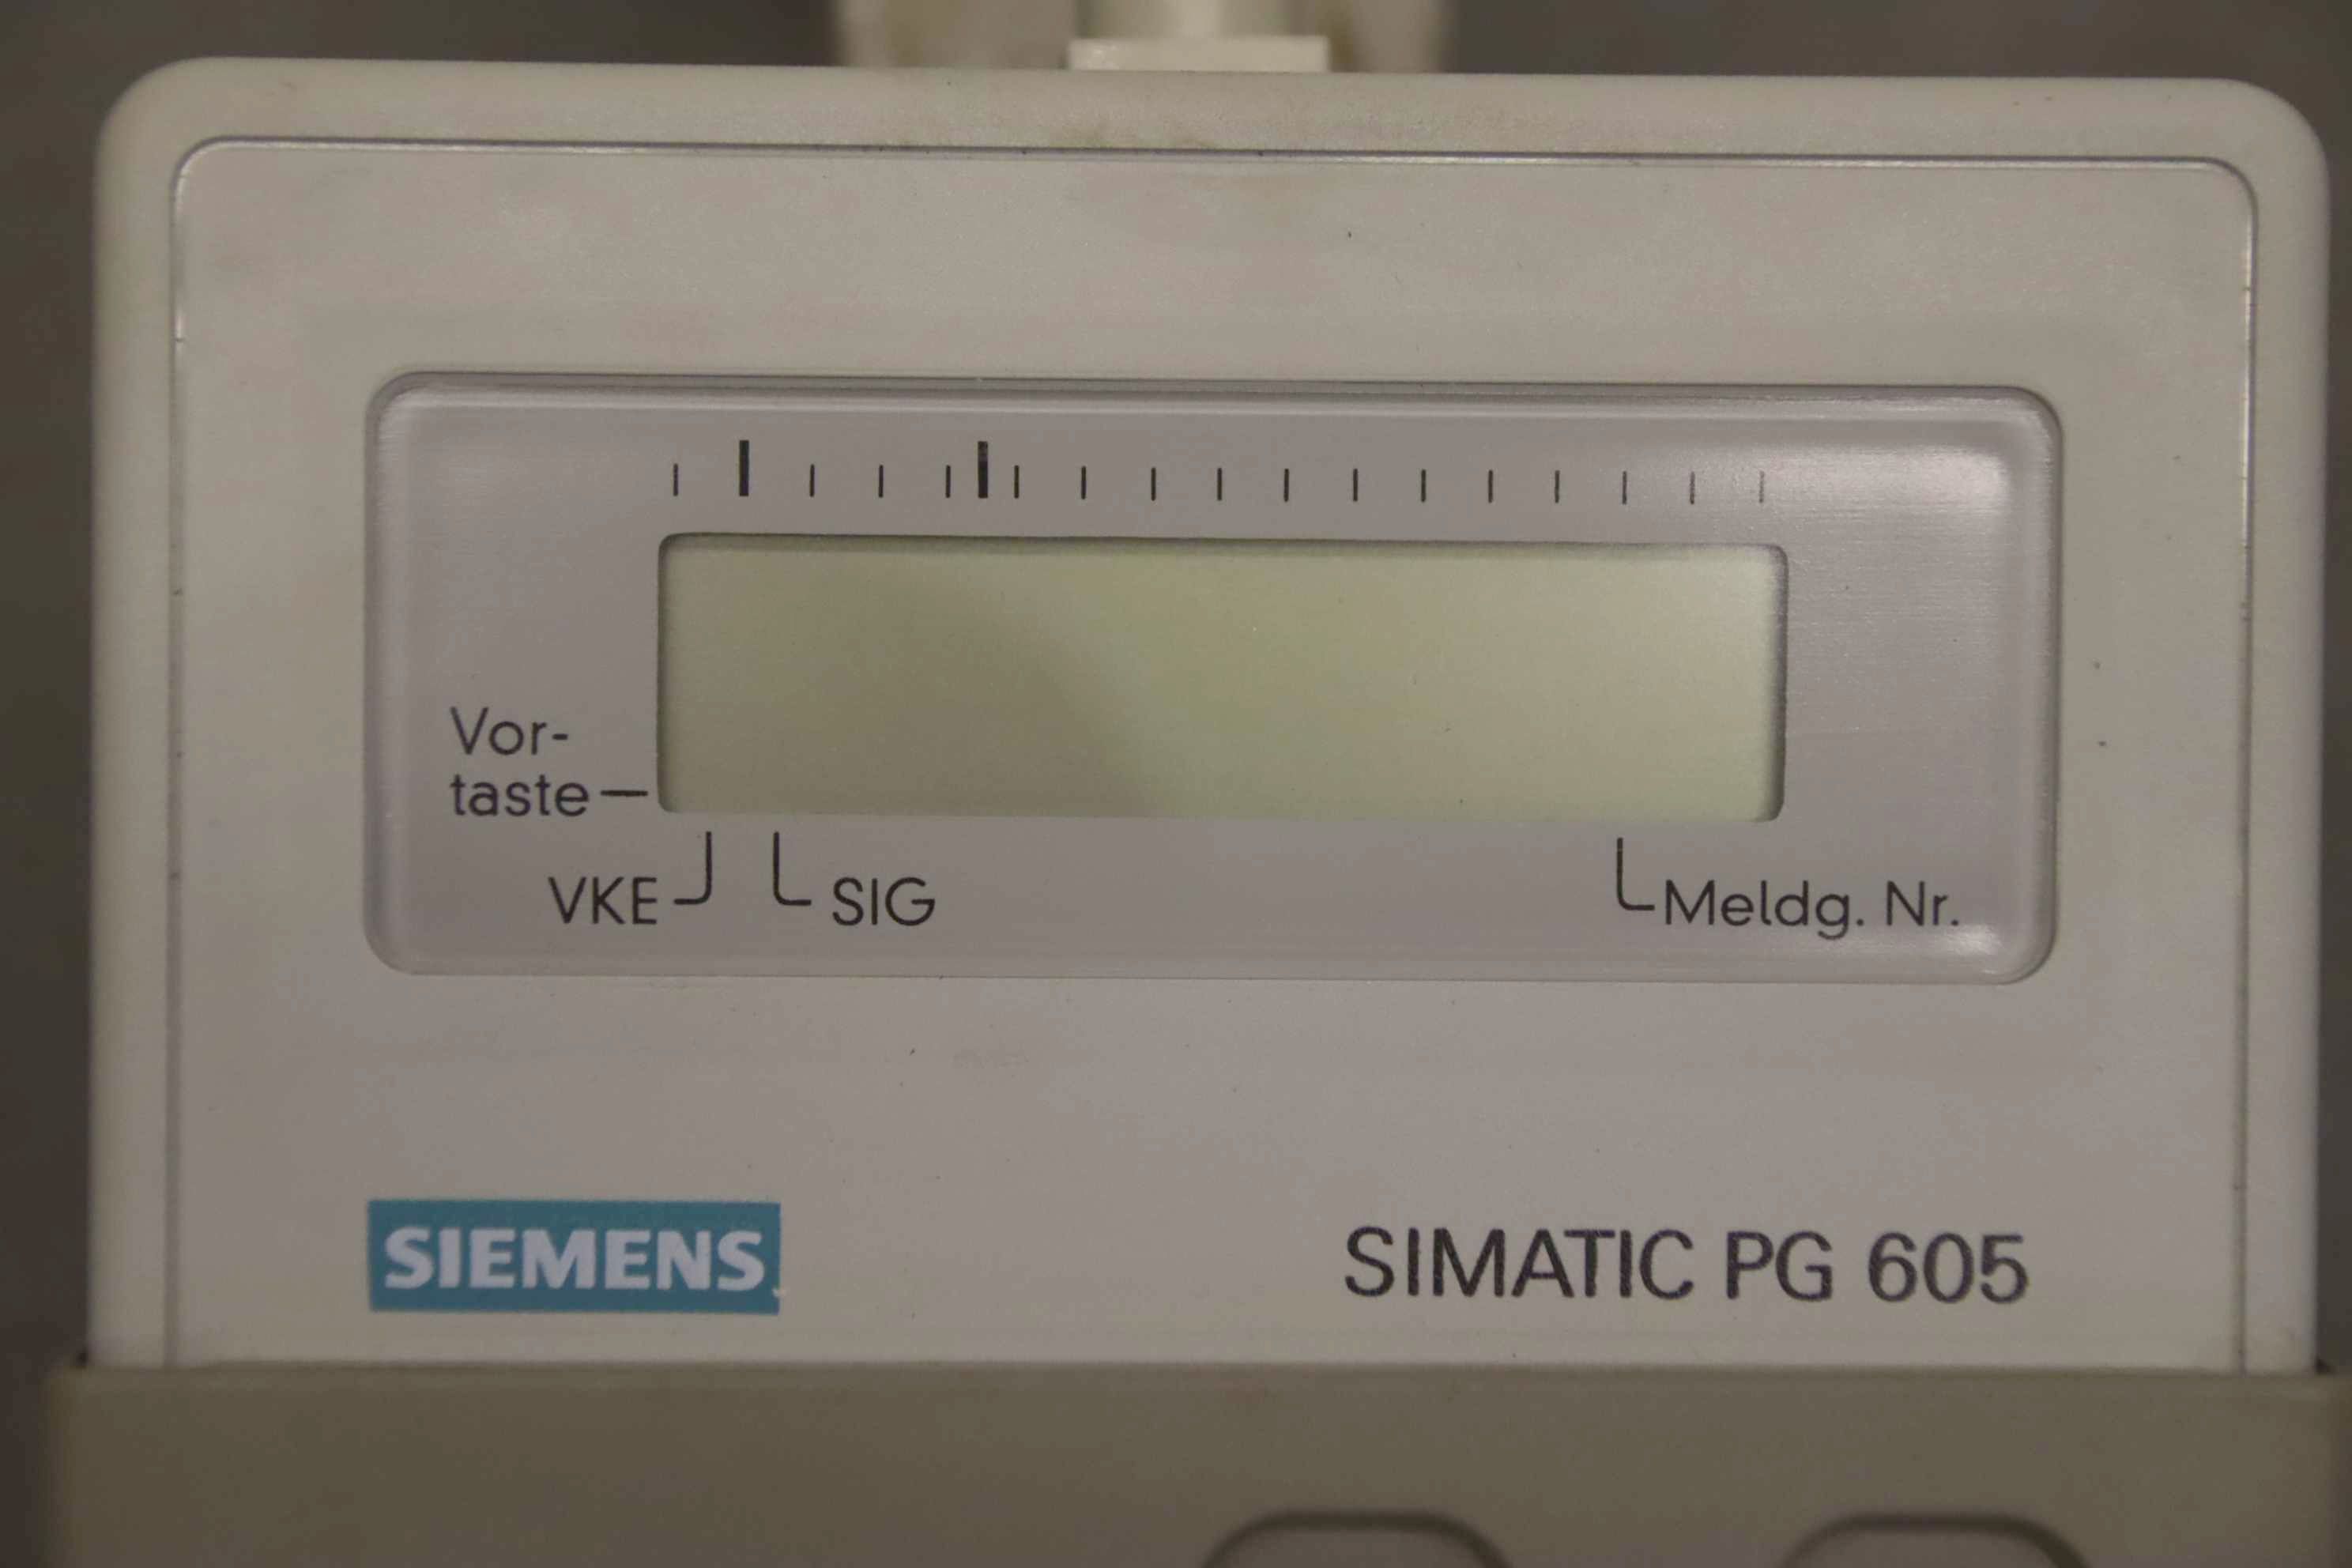 Vor-
taste
VKE
SIG
Meldg. Nr.
SIEMENS
SIMATIC PG 605